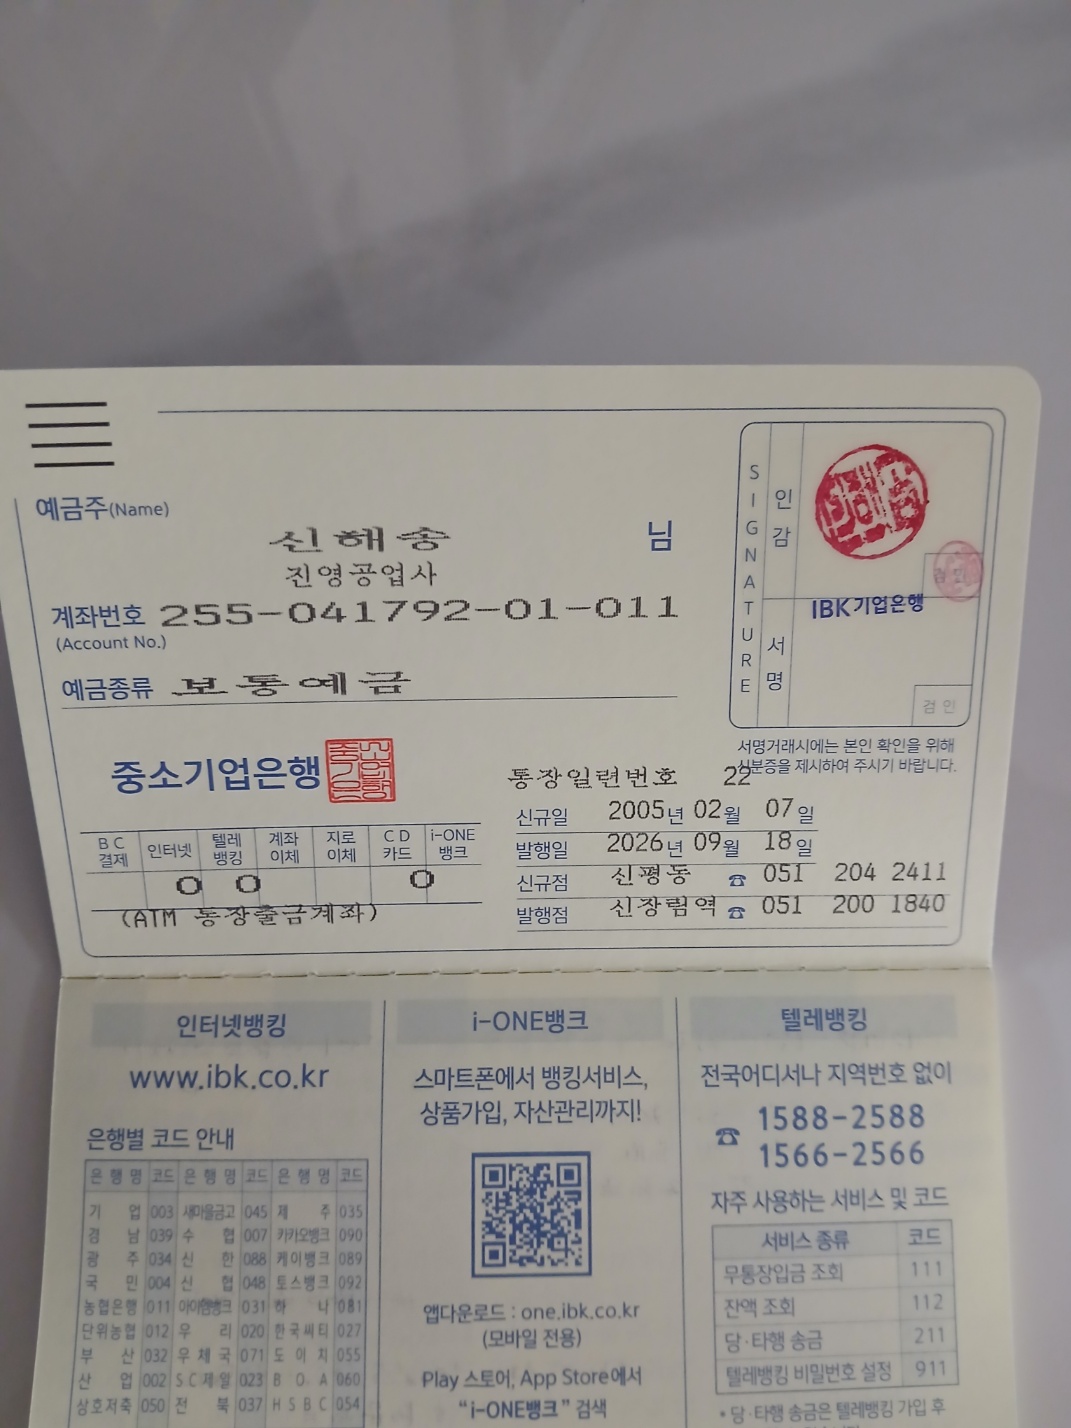 예금주(Name)
신해송 님
진영공업사
계좌번호 255-041792-01-011
(Account No.)
예금종류 보통예금
SIGNATURE
인감
서명
IBK기업은행
검인
서명거래시에는 본인 확인을 위해
신분증을 제시하여 주시기 바랍니다.
중소기업은행
통장일련번호 22
신규일 2005년 02월 07일
발행일 2026년 09월 18일
신규점 신평동 ☎ 051 204 2411
발행점 신장림역 ☎ 051 200 1840
BC결제 인터넷 텔레뱅킹 계좌이체 지로이체 CD카드 i-ONE뱅크
O O O
(ATM 통장출금계좌)
인터넷뱅킹
www.ibk.co.kr
은행별 코드 안내
은행명 코드 은행명 코드 은행명 코드
기업 003 새마을금고 045 제주 035
경남 039 수협 007 카카오뱅크 090
광주 034 신한 088 케이뱅크 089
국민 004 신협 048 토스뱅크 092
농협은행 011 031 하나 081
단위농협 012 우리 020 한국씨티 027
부산 032 우체국 071 도이치 055
산업 002 SC제일 023 BOA 060
상호저축 050 전북 037 HSBC 054
i-ONE뱅크
스마트폰에서 뱅킹서비스,
상품가입, 자산관리까지!
앱다운로드 : one.ibk.co.kr
(모바일 전용)
Play 스토어, App Store에서
“i-ONE뱅크” 검색
텔레뱅킹
전국어디서나 지역번호 없이
☎ 1588-2588
1566-2566
자주 사용하는 서비스 및 코드
서비스 종류 코드
무통장입금 조회 111
잔액 조회 112
당·타행 송금 211
텔레뱅킹 비밀번호 설정 911
• 당·타행 송금은 텔레뱅킹 가입 후